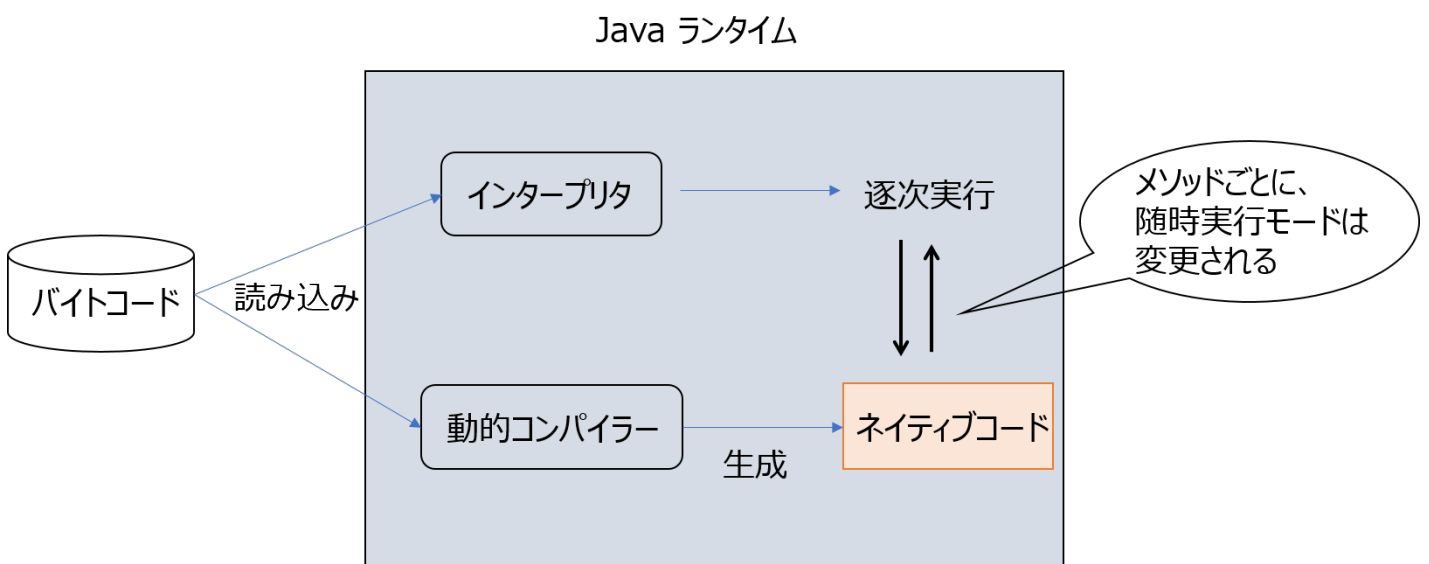 Java ランタイム
インタープリタ
逐次実行
メソッドごとに、
随時実行モードは
変更される
バイトコード
読み込み
動的コンパイラー
生成
ネイティブコード